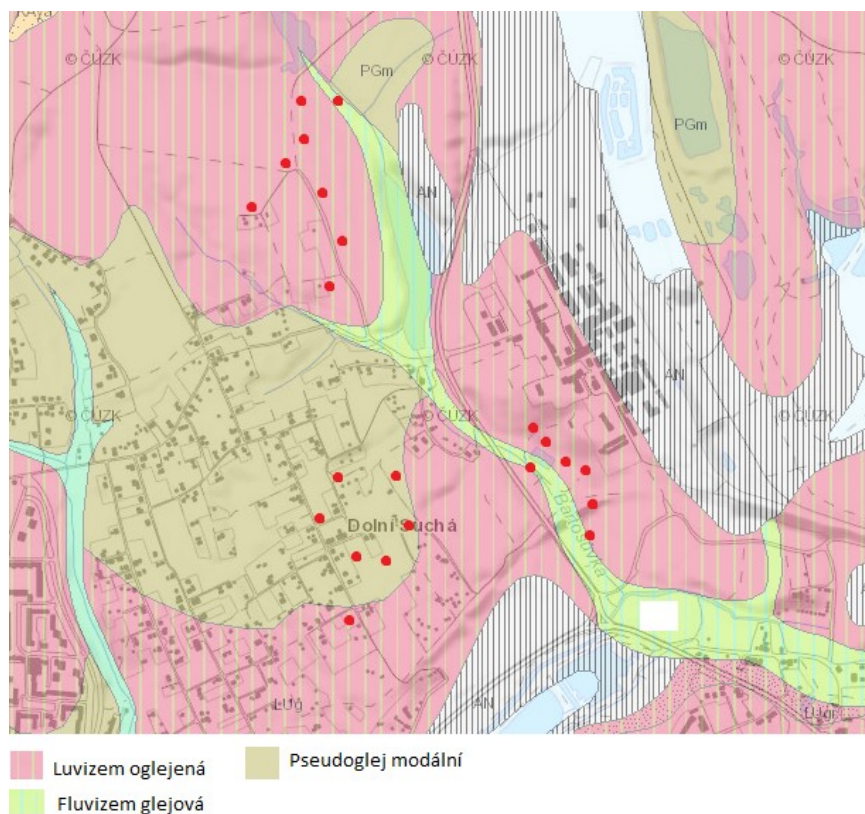 © ČÚZK
© ČÚZK
© ČÚZK
PGm
PGm
AN
AN
© ČÚZK
© ČÚZK
© ČÚZK
Bartošůvka
Dolní Suchá
LUg
AN
LUg
Luvizem oglejená
Pseudoglej modální
Fluvizem glejová